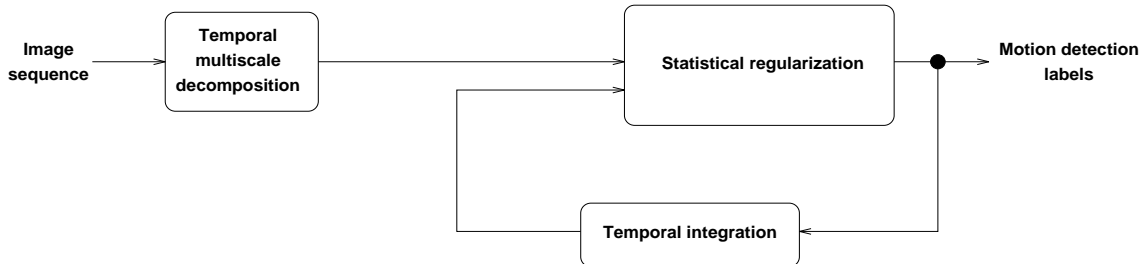 Image
sequence
Temporal
multiscale
decomposition
Statistical regularization
Motion detection
labels
Temporal integration